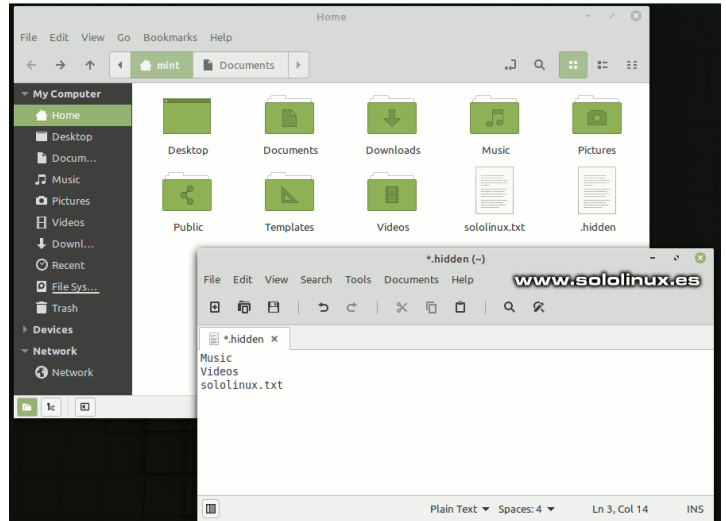 Home
File Edit View Go Bookmarks Help
mint Documents
My Computer
Home
Desktop
Docum...
Music
Pictures
Videos
Downl...
Recent
File Sys...
Trash
Devices
Network
Network
Desktop Documents Downloads Music Pictures
Public Templates Videos sololinux.txt .hidden
*.hidden (~)
File Edit View Search Tools Documents Help
www.sololinux.es
*.hidden
Music
Videos
sololinux.txt
Plain Text Spaces: 4 Ln 3, Col 14 INS